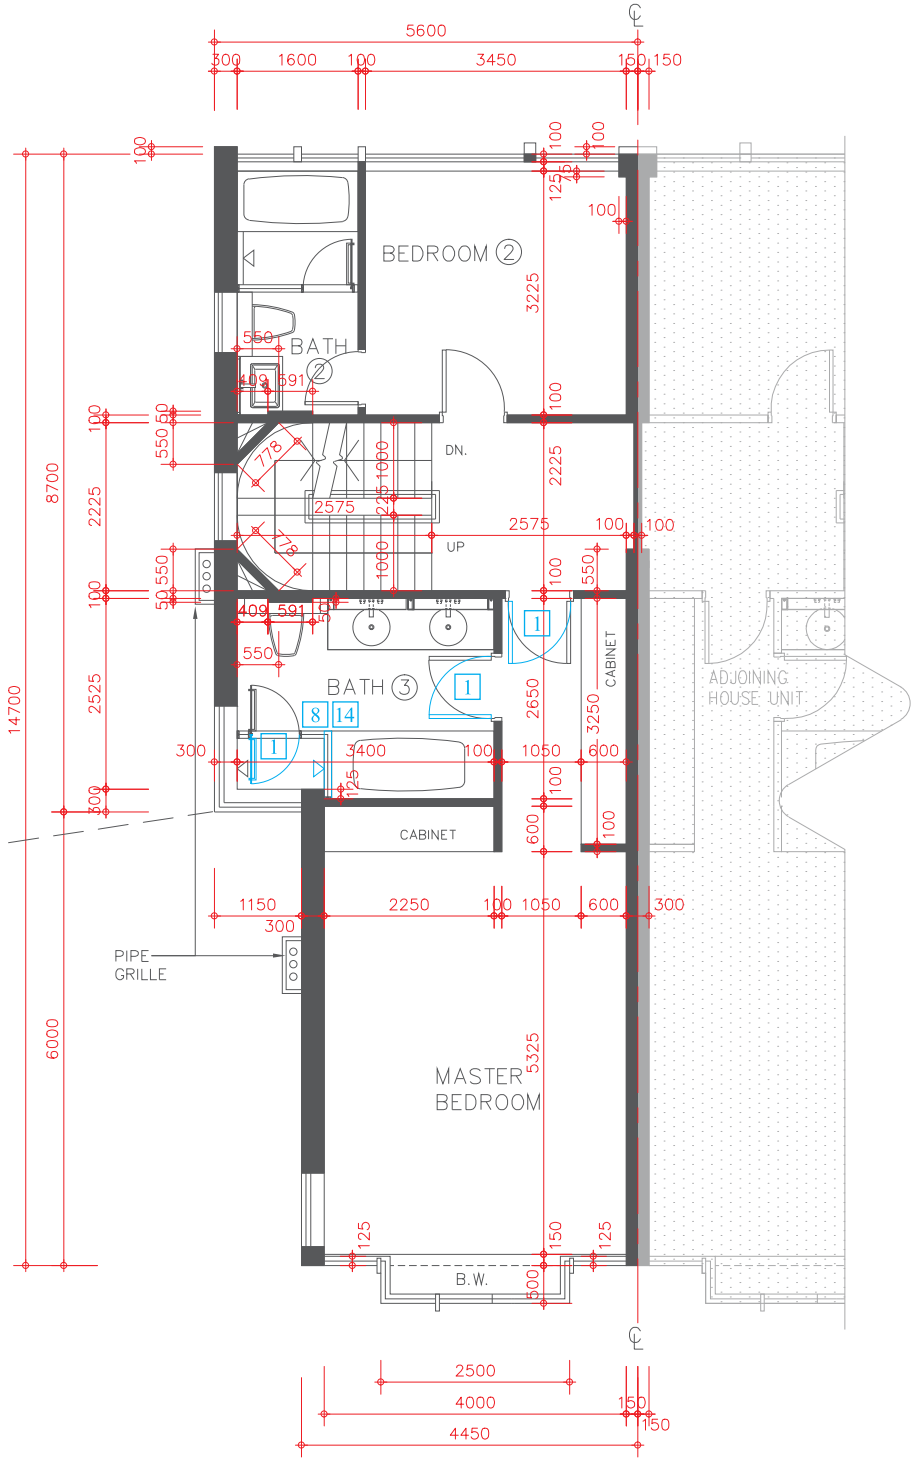 ℄
5600
300 1600 100 3450 150 150
100 100 100
125 75
100
BEDROOM 2
3225
550
BATH
2
409 591
100 50 100
550
778
1000
DN.
8700
2225
2225
225
2575
2575
100 100
778
UP
550
1000
550
100 50 100
409 591 50
1
CABINET
550
BATH 3
1
2650
3250
ADJOINING
HOUSE UNIT
14700
2525
8 14
1
300 3400 100 1050 600
300
125
100
CABINET
600
100
1150 2250 100 1050 600 300
300
PIPE
GRILLE
6000
5325
MASTER
BEDROOM
125 150 125
B.W.
500
℄
2500
4000 150
150
4450